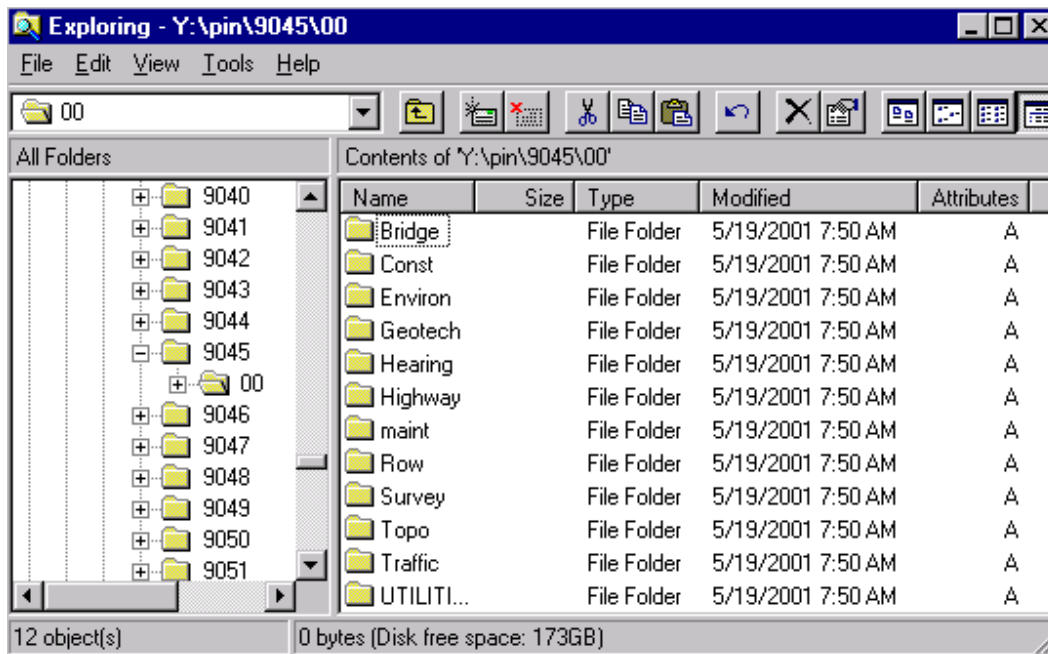 Exploring - Y:\pin\9045\00
File Edit View Tools Help
00
All Folders
Contents of 'Y:\pin\9045\00'
9040
9041
9042
9043
9044
9045
00
9046
9047
9048
9049
9050
9051
Name Size Type Modified Attributes
Bridge File Folder 5/19/2001 7:50 AM A
Const File Folder 5/19/2001 7:50 AM A
Environ File Folder 5/19/2001 7:50 AM A
Geotech File Folder 5/19/2001 7:50 AM A
Hearing File Folder 5/19/2001 7:50 AM A
Highway File Folder 5/19/2001 7:50 AM A
maint File Folder 5/19/2001 7:50 AM A
Row File Folder 5/19/2001 7:50 AM A
Survey File Folder 5/19/2001 7:50 AM A
Topo File Folder 5/19/2001 7:50 AM A
Traffic File Folder 5/19/2001 7:50 AM A
UTILITI... File Folder 5/19/2001 7:50 AM A
12 object(s)
0 bytes (Disk free space: 173GB)